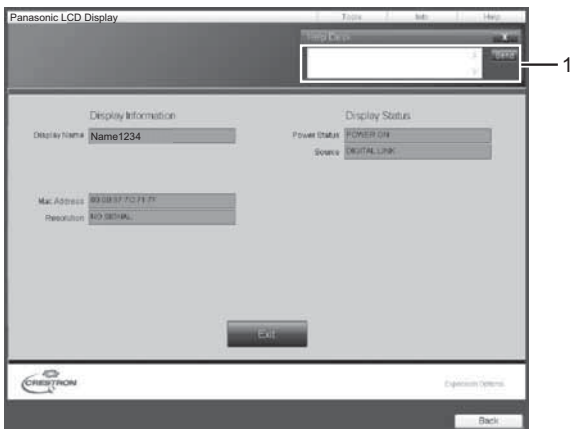 Panasonic LCD Display
Tools Info Help
Help Desk X
Send
1
Display Information
Display Status
Display Name Name1234
Power Status POWER ON
Source DIGITAL LINK
Mac Address
Resolution NO SIGNAL
Exit
CRESTRON
Expansion Options
Back